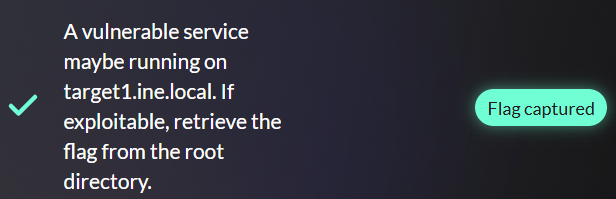 A vulnerable service
maybe running on
target1.ine.local. If
exploitable, retrieve the
flag from the root
directory.
Flag captured